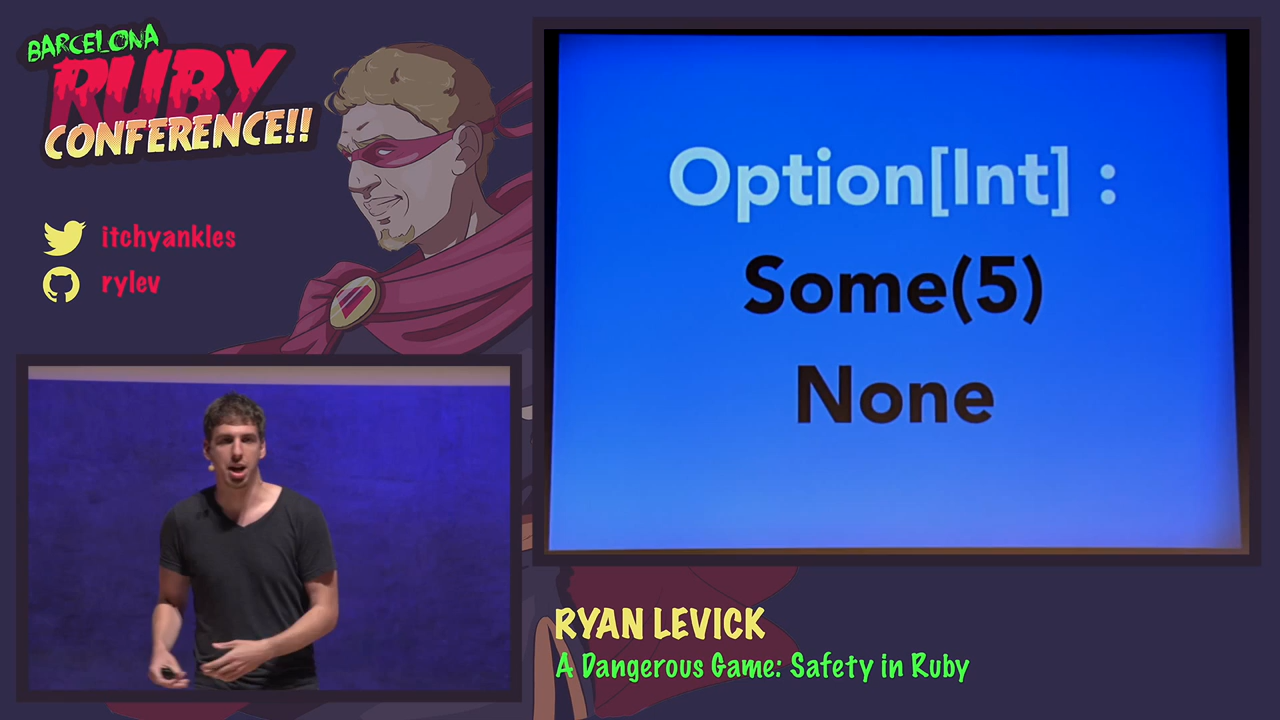 BARCELONA
RUBY
CONFERENCE!!
itchyankles
rylev
Option[Int] :
Some(5)
None
RYAN LEVICK
A Dangerous Game: Safety in Ruby